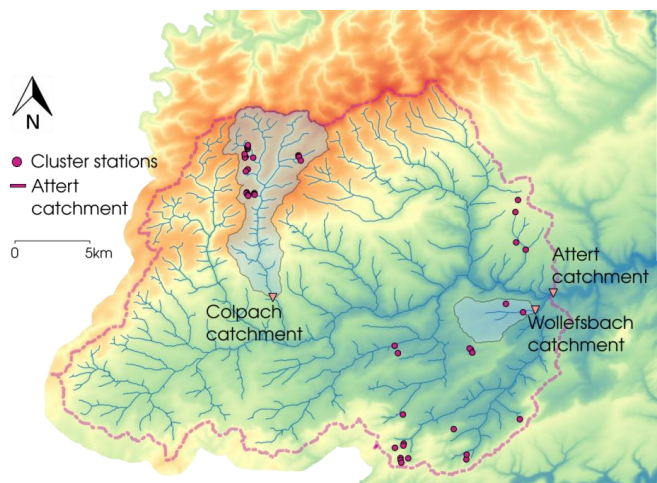 N
Cluster stations
Attert
catchment
0
5km
Colpach
catchment
Attert
catchment
Wollefsbach
catchment